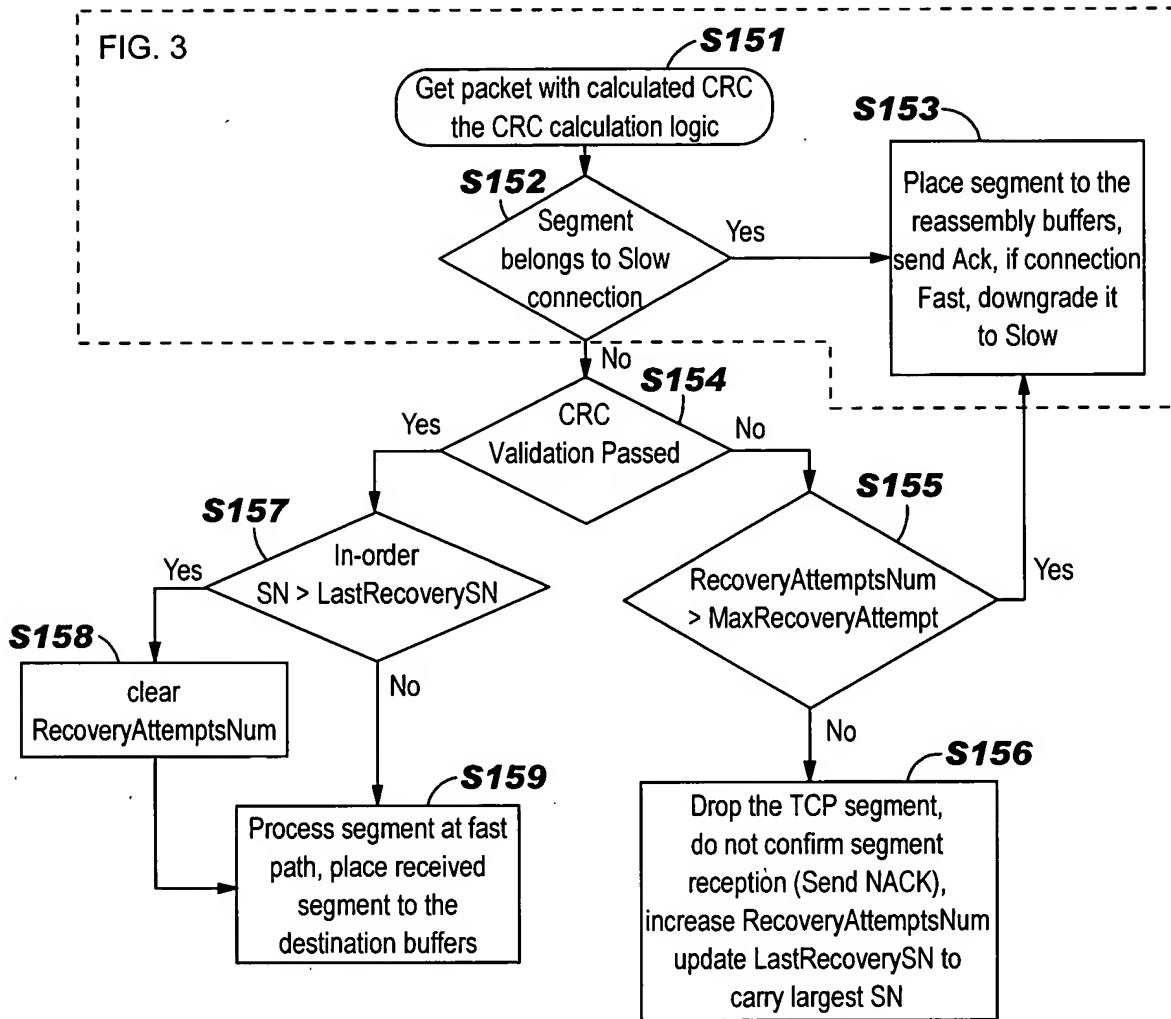 FIG. 3
S151
Get packet with calculated CRC
the CRC calculation logic
S152
Segment
belongs to Slow
connection
Yes
S153
Place segment to the
reassembly buffers,
send Ack, if connection
Fast, downgrade it
to Slow
No
S154
CRC
Validation Passed
Yes
No
S157
In-order
SN > LastRecoverySN
Yes
No
S155
RecoveryAttemptsNum
> MaxRecoveryAttempt
Yes
No
S158
clear
RecoveryAttemptsNum
S159
Process segment at fast
path, place received
segment to the
destination buffers
S156
Drop the TCP segment,
do not confirm segment
reception (Send NACK),
increase RecoveryAttemptsNum
update LastRecoverySN to
carry largest SN